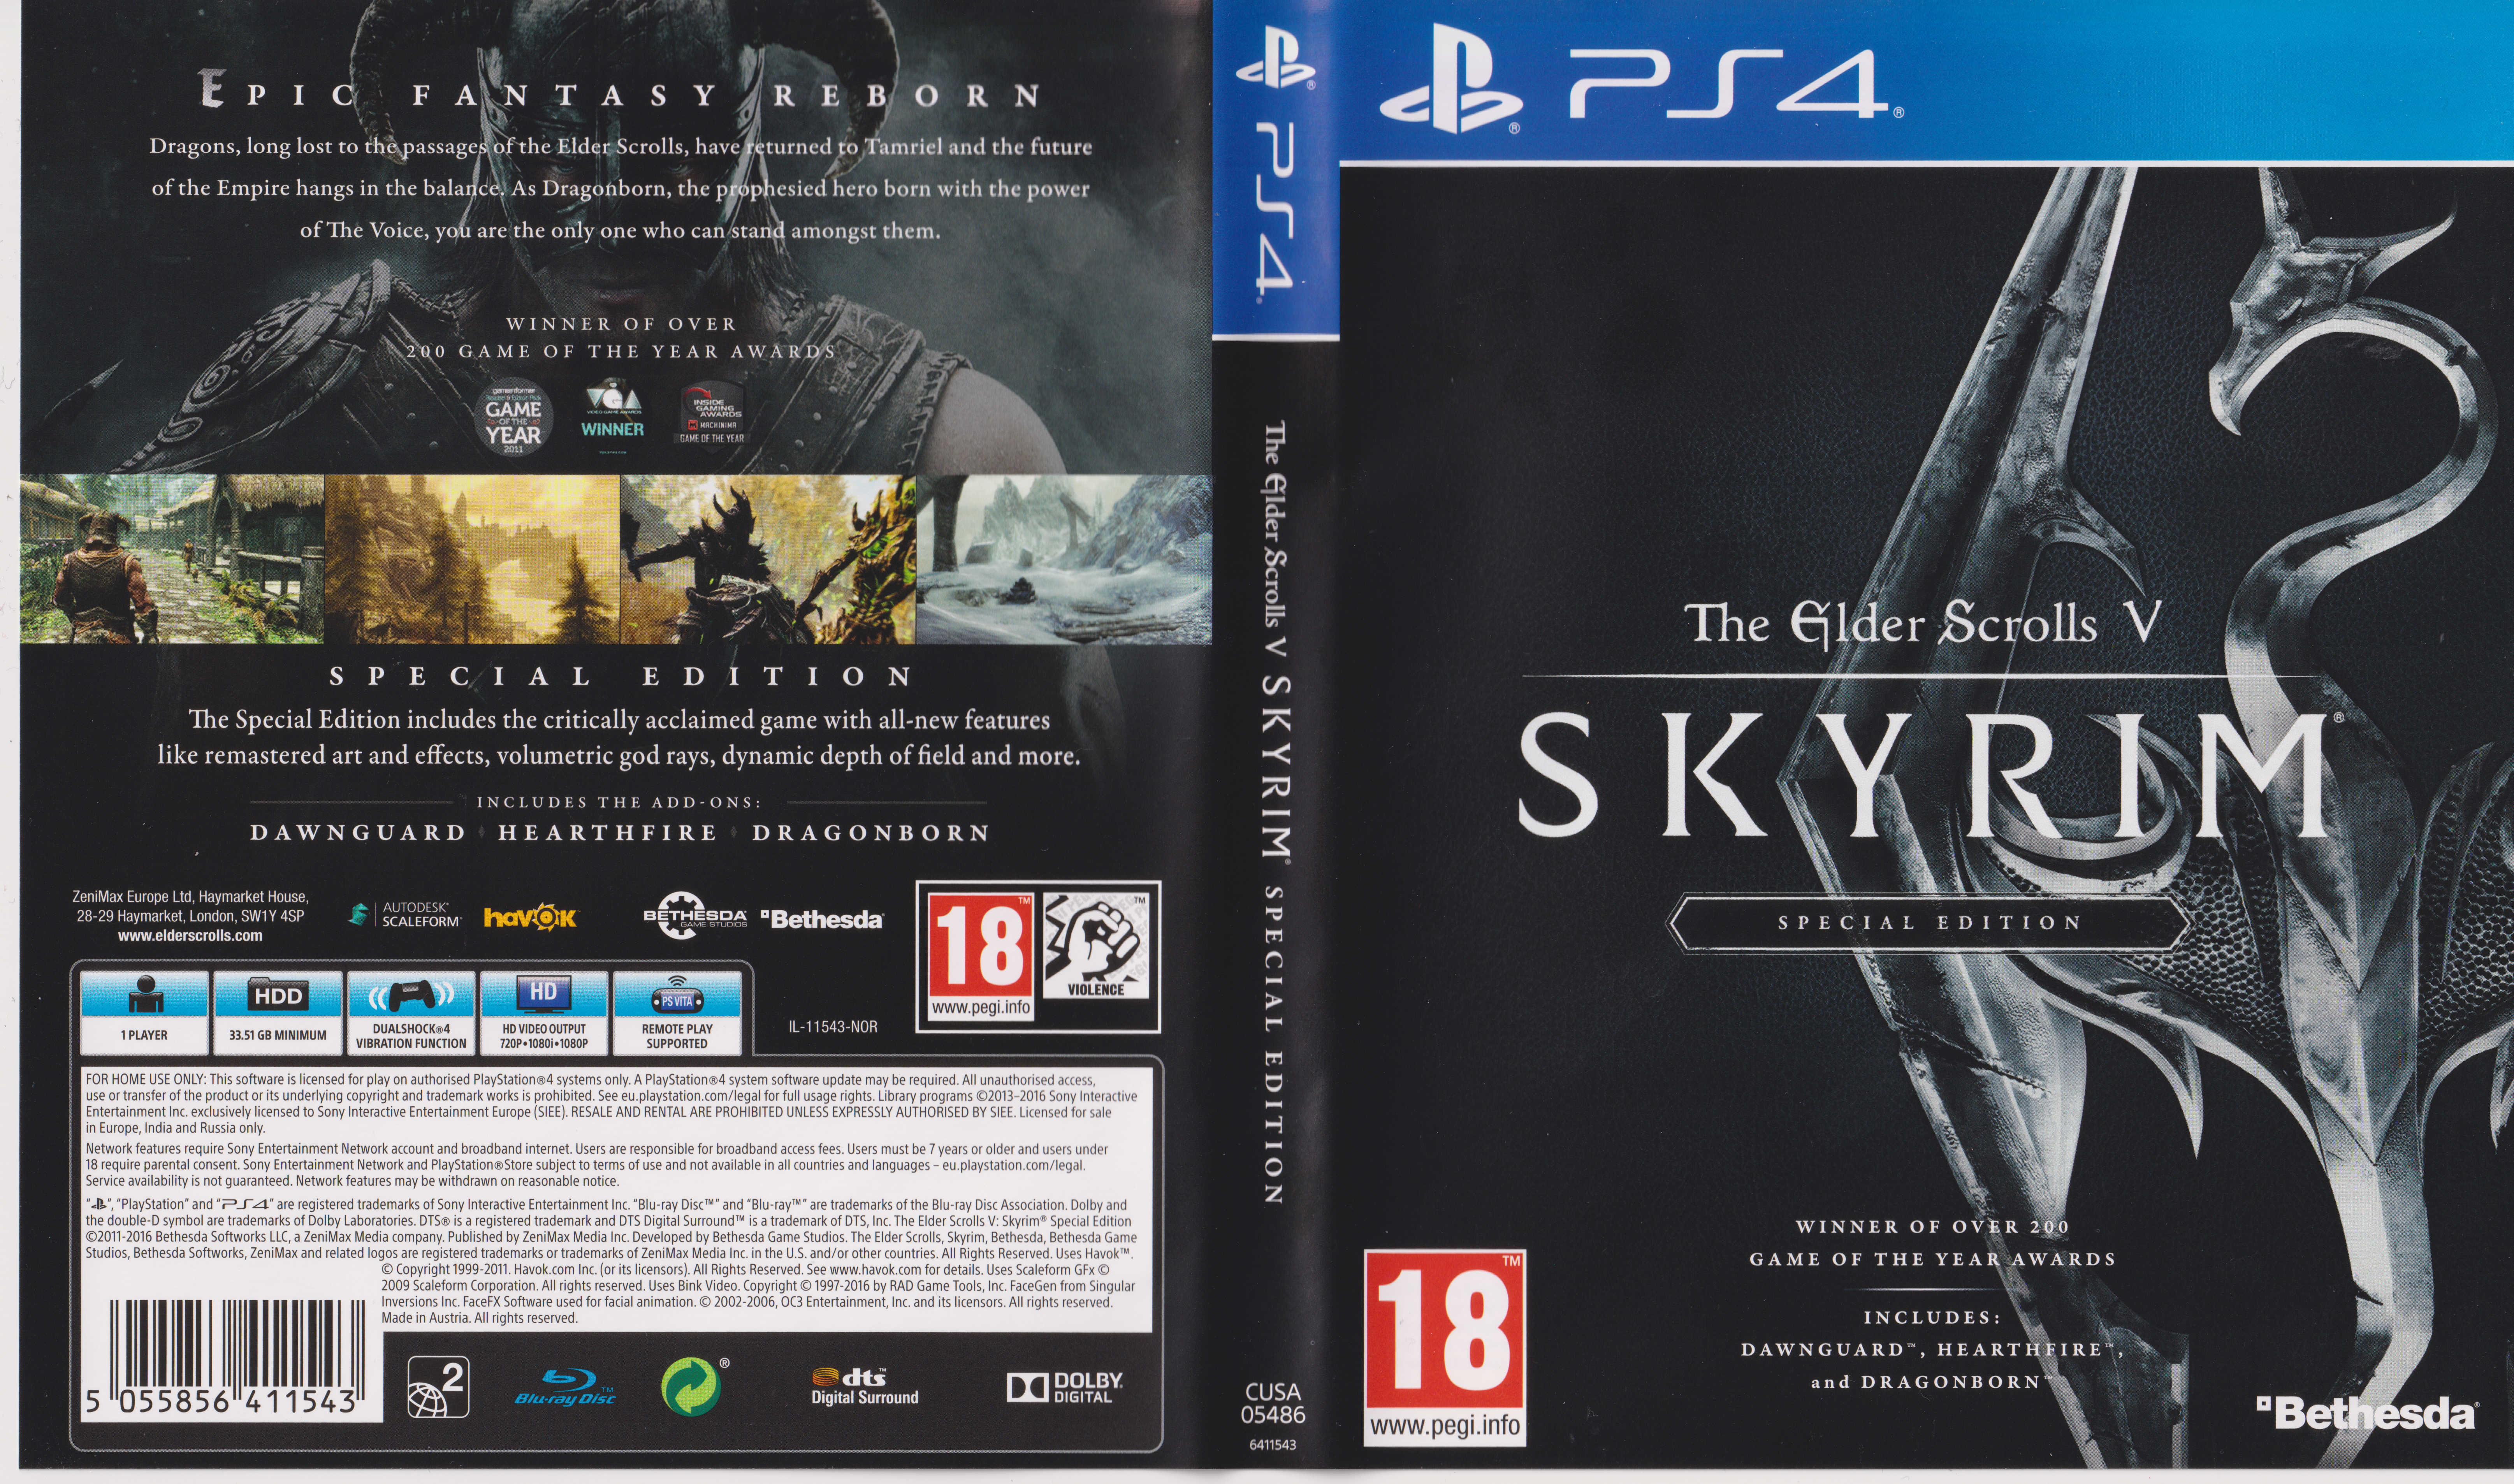 EPIC FANTASY REBORN
Dragons, long lost to the passages of the Elder Scrolls, have returned to Tamriel and the future
of the Empire hangs in the balance. As Dragonborn, the prophesied hero born with the power
of The Voice, you are the only one who can stand amongst them.
WINNER OF OVER
200 GAME OF THE YEAR AWARDS
gameinformer
Reader & Editor Pick
GAME
OF THE
YEAR
2011
VGA
VIDEO GAME AWARDS
WINNER
INSIDE
GAMING
AWARDS
MACHINIMA
GAME OF THE YEAR
SPECIAL EDITION
The Special Edition includes the critically acclaimed game with all-new features
like remastered art and effects, volumetric god rays, dynamic depth of field and more.
INCLUDES THE ADD-ONS:
DAWNGUARD ♦ HEARTHFIRE ♦ DRAGONBORN
ZeniMax Europe Ltd, Haymarket House,
28-29 Haymarket, London, SW1Y 4SP
www.elderscrolls.com
AUTODESK®
SCALEFORM®
havok
BETHESDA
GAME STUDIOS
Bethesda®
18™
www.pegi.info
™
VIOLENCE
1 PLAYER
HDD
33.51 GB MINIMUM
DUALSHOCK®4
VIBRATION FUNCTION
HD
HD VIDEO OUTPUT
720P•1080i•1080P
PS VITA
REMOTE PLAY
SUPPORTED
IL-11543-NOR
FOR HOME USE ONLY: This software is licensed for play on authorised PlayStation®4 systems only. A PlayStation®4 system software update may be required. All unauthorised access,
use or transfer of the product or its underlying copyright and trademark works is prohibited. See eu.playstation.com/legal for full usage rights. Library programs ©2013–2016 Sony Interactive
Entertainment Inc. exclusively licensed to Sony Interactive Entertainment Europe (SIEE). RESALE AND RENTAL ARE PROHIBITED UNLESS EXPRESSLY AUTHORISED BY SIEE. Licensed for sale
in Europe, India and Russia only.
Network features require Sony Entertainment Network account and broadband internet. Users are responsible for broadband access fees. Users must be 7 years or older and users under
18 require parental consent. Sony Entertainment Network and PlayStation®Store subject to terms of use and not available in all countries and languages – eu.playstation.com/legal.
Service availability is not guaranteed. Network features may be withdrawn on reasonable notice.
“ ”, “PlayStation” and “PS4” are registered trademarks of Sony Interactive Entertainment Inc. “Blu-ray Disc™” and “Blu-ray™” are trademarks of the Blu-ray Disc Association. Dolby and
the double-D symbol are trademarks of Dolby Laboratories. DTS® is a registered trademark and DTS Digital Surround™ is a trademark of DTS, Inc. The Elder Scrolls V: Skyrim® Special Edition
©2011-2016 Bethesda Softworks LLC, a ZeniMax Media company. Published by ZeniMax Media Inc. Developed by Bethesda Game Studios. The Elder Scrolls, Skyrim, Bethesda, Bethesda Game
Studios, Bethesda Softworks, ZeniMax and related logos are registered trademarks or trademarks of ZeniMax Media Inc. in the U.S. and/or other countries. All Rights Reserved. Uses Havok™.
© Copyright 1999-2011. Havok.com Inc. (or its licensors). All Rights Reserved. See www.havok.com for details. Uses Scaleform GFx ©
2009 Scaleform Corporation. All rights reserved. Uses Bink Video. Copyright © 1997-2016 by RAD Game Tools, Inc. FaceGen from Singular
Inversions Inc. FaceFX Software used for facial animation. © 2002-2006, OC3 Entertainment, Inc. and its licensors. All rights reserved.
Made in Austria. All rights reserved.
5 055856 411543
2
Blu-ray Disc™
®
dts™
Digital Surround
DOLBY®
DIGITAL
® PS4®
The Elder Scrolls V SKYRIM® SPECIAL EDITION
CUSA
05486
6411543
® PS4®
The Elder Scrolls V
SKYRIM®
SPECIAL EDITION
WINNER OF OVER 200
GAME OF THE YEAR AWARDS
INCLUDES:
DAWNGUARD™, HEARTHFIRE™,
and DRAGONBORN™
18™
www.pegi.info
Bethesda®